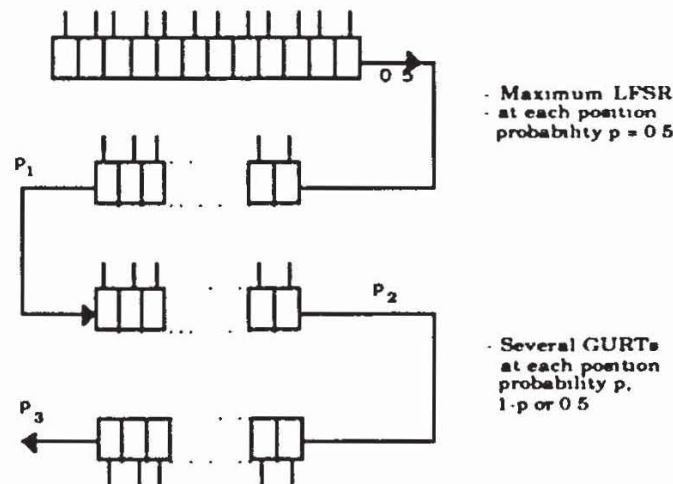 0 5
- Maximum LFSR
- at each position
probability p = 0 5
p1
p2
- Several GURTs
at each position
probability p,
1-p or 0 5
p3